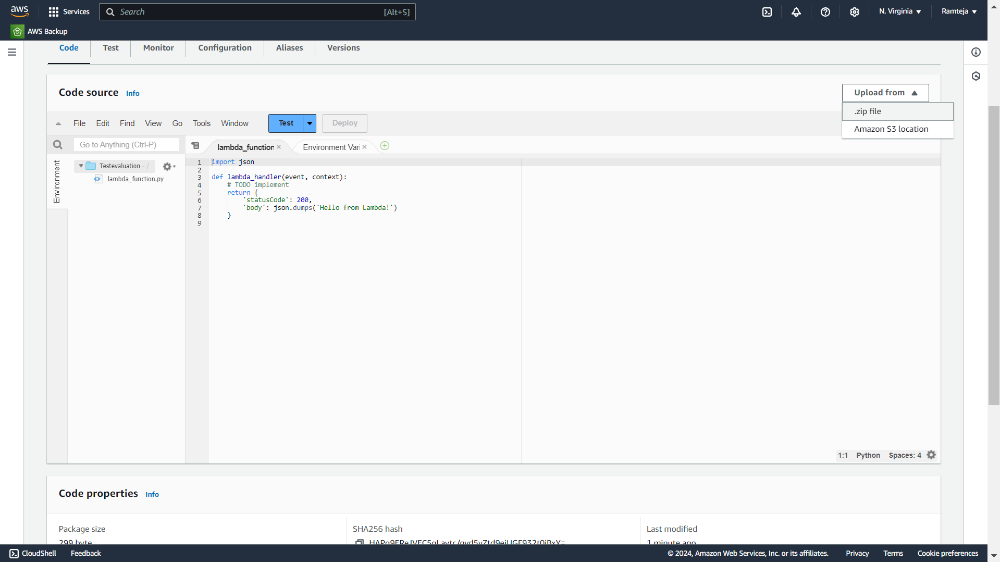 aws Services Search [Alt+S] N. Virginia Ramteja
AWS Backup
Code Test Monitor Configuration Aliases Versions
Code source Info Upload from
.zip file
Amazon S3 location
File Edit Find View Go Tools Window Test Deploy
Go to Anything (Ctrl-P) lambda_function Environment Vari
Environment
Testevaluation - /
lambda_function.py
1 import json
2
3 def lambda_handler(event, context):
4 # TODO implement
5 return {
6 'statusCode': 200,
7 'body': json.dumps('Hello from Lambda!')
8 }
9
1:1 Python Spaces: 4
Code properties Info
Package size SHA256 hash Last modified
299 byte 1 minute ago
CloudShell Feedback © 2024, Amazon Web Services, Inc. or its affiliates. Privacy Terms Cookie preferences